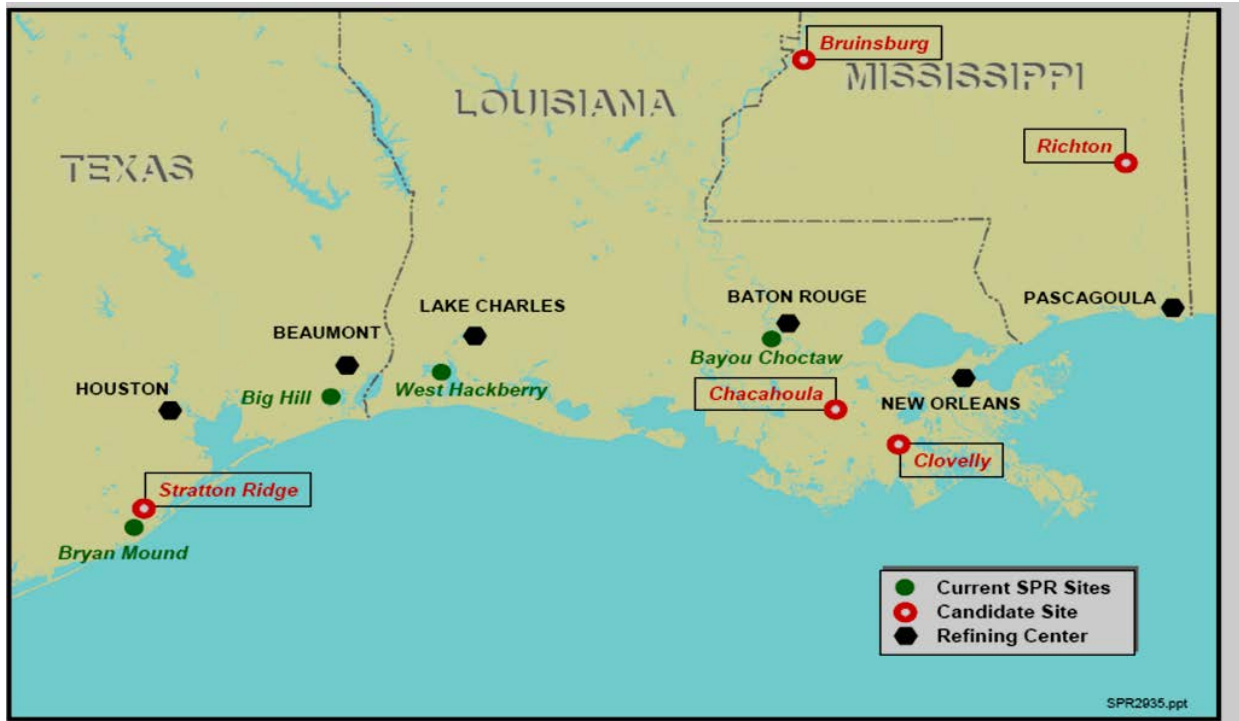 Bruinsburg
MISSISSIPPI
LOUISIANA
Richton
TEXAS
LAKE CHARLES
BATON ROUGE
PASCAGOULA
BEAUMONT
Bayou Choctaw
HOUSTON
Big Hill
West Hackberry
Chacahoula
NEW ORLEANS
Clovelly
Stratton Ridge
Bryan Mound
Current SPR Sites
Candidate Site
Refining Center
SPR2935.ppt